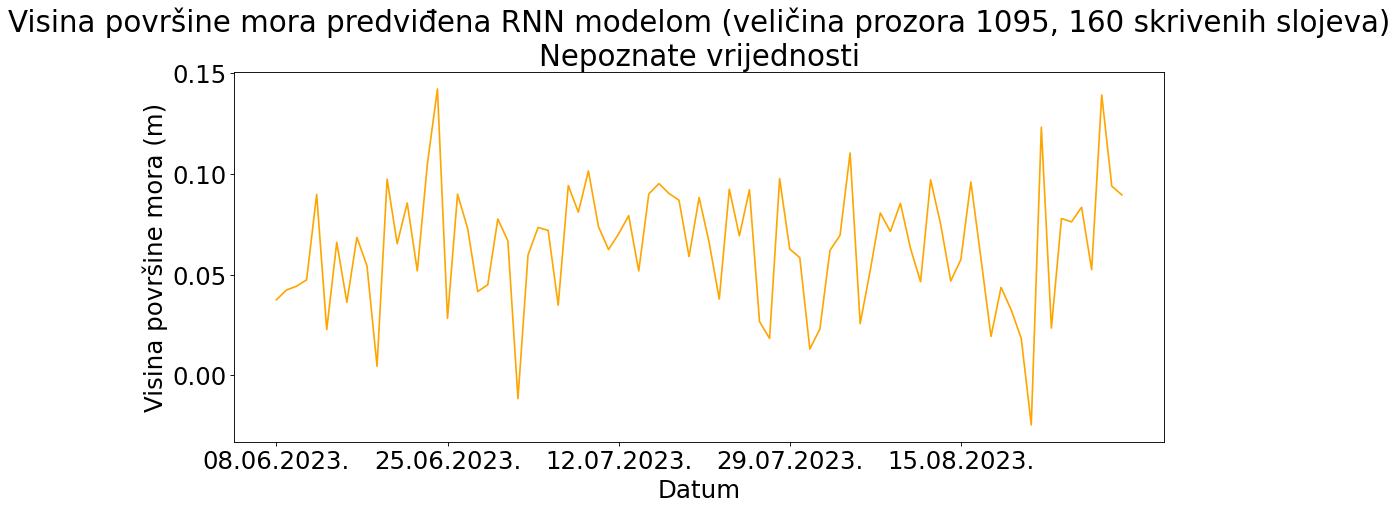 Visina površine mora predviđena RNN modelom (veličina prozora 1095, 160 skrivenih slojeva)
Nepoznate vrijednosti
Visina površine mora (m)
0.15
0.10
0.05
0.00
08.06.2023. 25.06.2023. 12.07.2023. 29.07.2023. 15.08.2023.
Datum